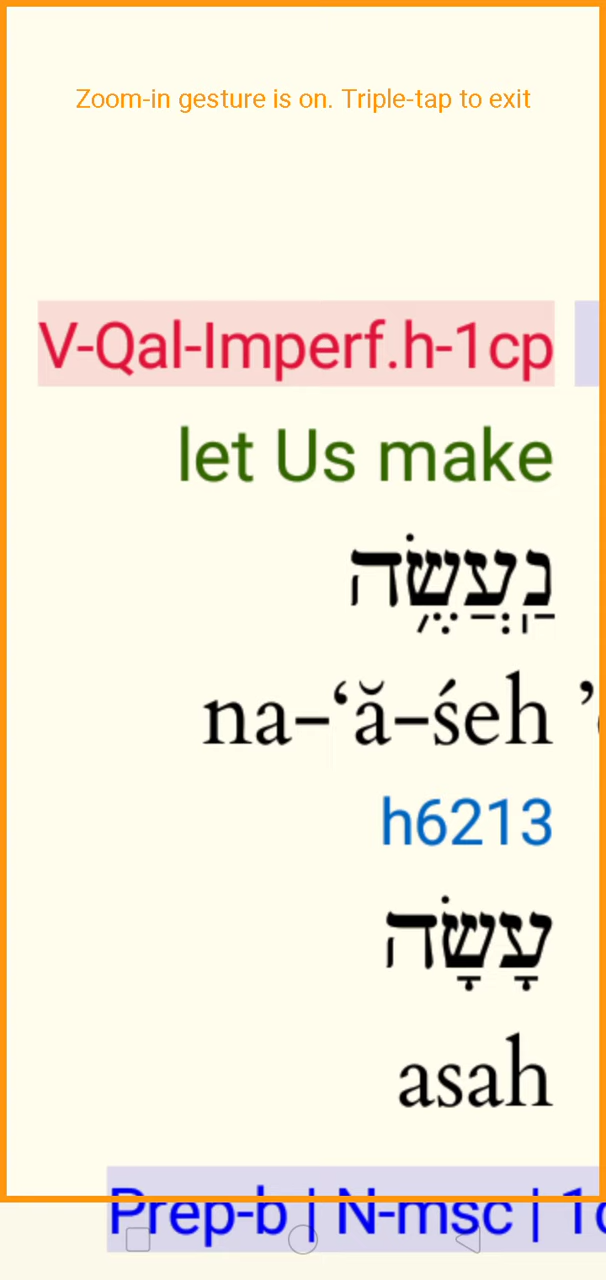 Zoom-in gesture is on. Triple-tap to exit
V-Qal-Imperf.h-1cp
let Us make
נַֽעֲשֶׂ֥ה
na-‘ă-śeh ’
h6213
עָשָׂה
asah
Prep-b | N-msc | 1c